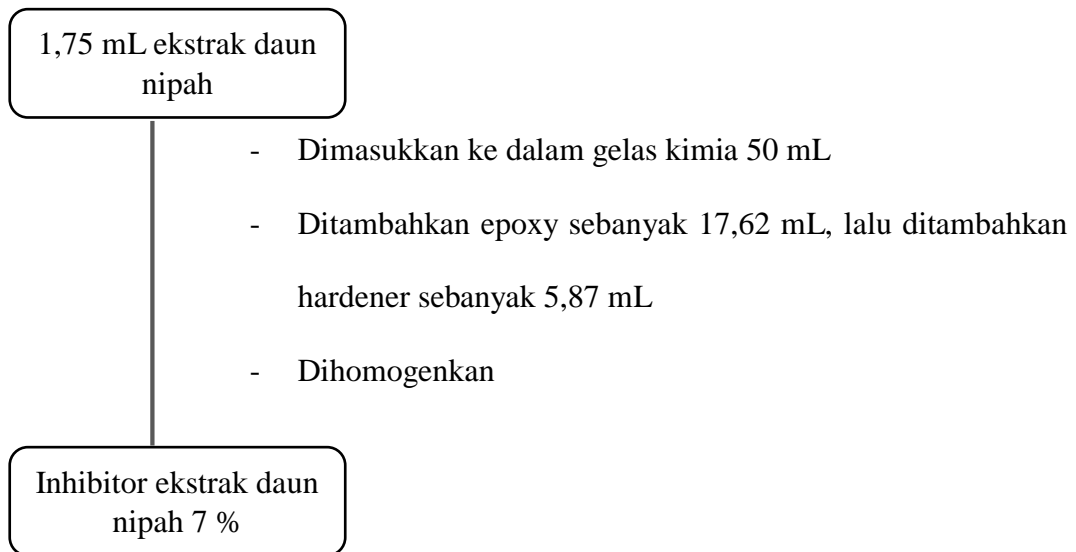 1,75 mL ekstrak daun
nipah
- Dimasukkan ke dalam gelas kimia 50 mL
- Ditambahkan epoxy sebanyak 17,62 mL, lalu ditambahkan
hardener sebanyak 5,87 mL
- Dihomogenkan
Inhibitor ekstrak daun
nipah 7 %